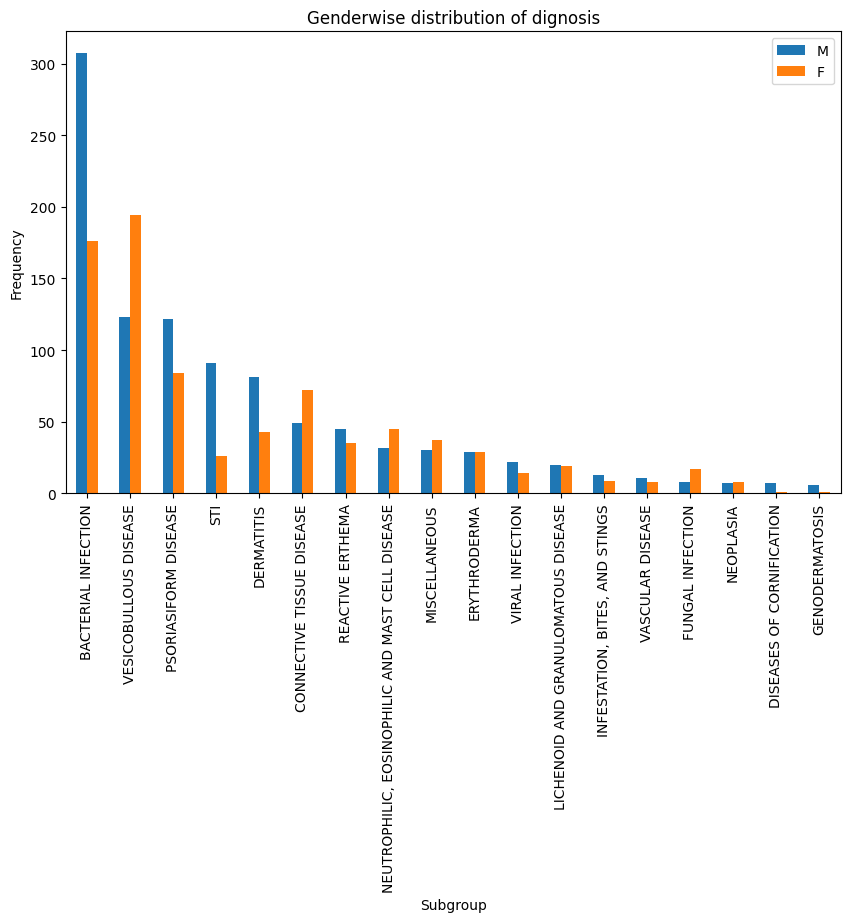 Genderwise distribution of dignosis
M
F
Frequency
300
250
200
150
100
50
0
BACTERIAL INFECTION
VESICOBULLOUS DISEASE
PSORIASIFORM DISEASE
STI
DERMATITIS
CONNECTIVE TISSUE DISEASE
REACTIVE ERTHEMA
NEUTROPHILIC, EOSINOPHILIC AND MAST CELL DISEASE
MISCELLANEOUS
ERYTHRODERMA
VIRAL INFECTION
LICHENOID AND GRANULOMATOUS DISEASE
INFESTATION, BITES, AND STINGS
VASCULAR DISEASE
FUNGAL INFECTION
NEOPLASIA
DISEASES OF CORNIFICATION
GENODERMATOSIS
Subgroup